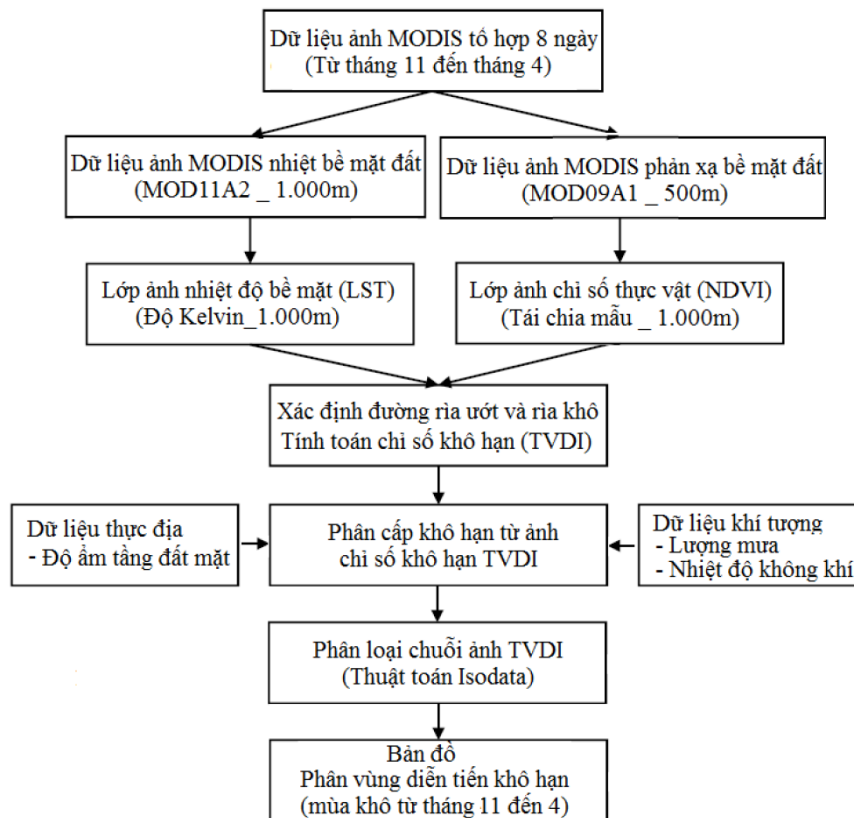 Dữ liệu ảnh MODIS tổ hợp 8 ngày
(Từ tháng 11 đến tháng 4)
Dữ liệu ảnh MODIS nhiệt bề mặt đất
(MOD11A2 _ 1.000m)
Dữ liệu ảnh MODIS phản xạ bề mặt đất
(MOD09A1 _ 500m)
Lớp ảnh nhiệt độ bề mặt (LST)
(Độ Kelvin_1.000m)
Lớp ảnh chỉ số thực vật (NDVI)
(Tái chia mẫu _ 1.000m)
Xác định đường rìa ướt và rìa khô
Tính toán chỉ số khô hạn (TVDI)
Dữ liệu thực địa
- Độ ẩm tầng đất mặt
Phân cấp khô hạn từ ảnh
chỉ số khô hạn TVDI
Dữ liệu khí tượng
- Lượng mưa
- Nhiệt độ không khí
Phân loại chuỗi ảnh TVDI
(Thuật toán Isodata)
Bản đồ
Phân vùng diễn tiến khô hạn
(mùa khô từ tháng 11 đến 4)